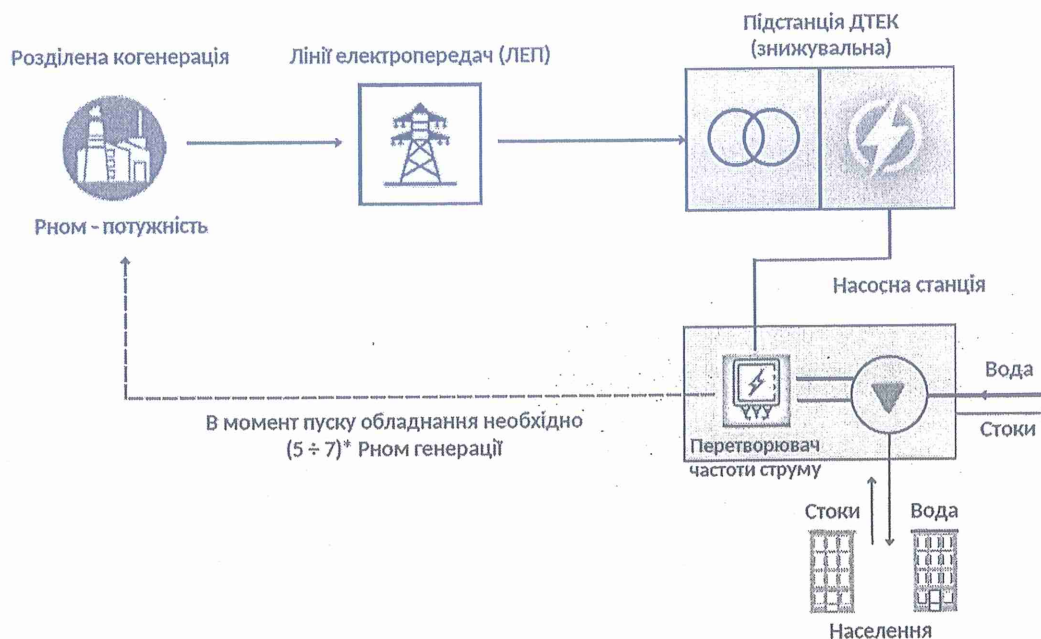 Розділена когенерація
Лінії електропередач (ЛЕП)
Підстанція ДТЕК
(знижувальна)
Рном - потужність
Насосна станція
Вода
Стоки
В момент пуску обладнання необхідно
(5 ÷ 7)* Рном генерації
Перетворювач
частоти струму
Стоки
Вода
Населення